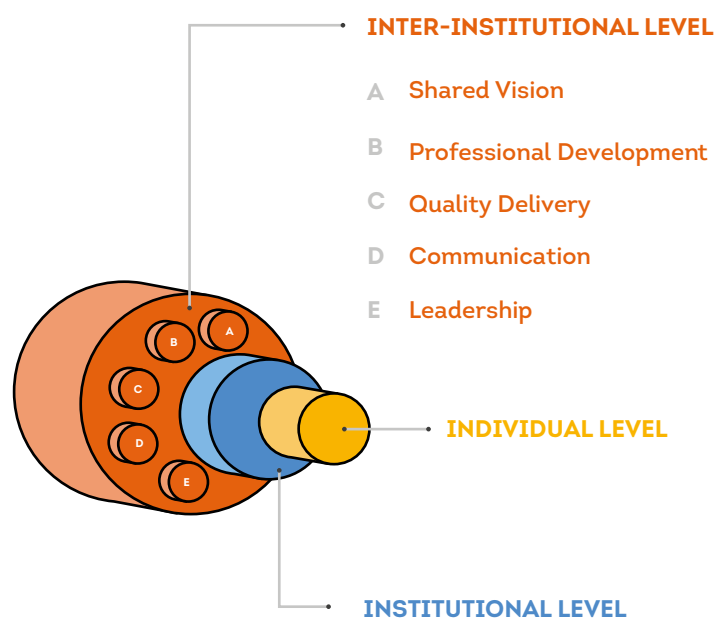 INTER-INSTITUTIONAL LEVEL
A Shared Vision
B Professional Development
C Quality Delivery
D Communication
E Leadership
A
B
C
D
E
INDIVIDUAL LEVEL
INSTITUTIONAL LEVEL